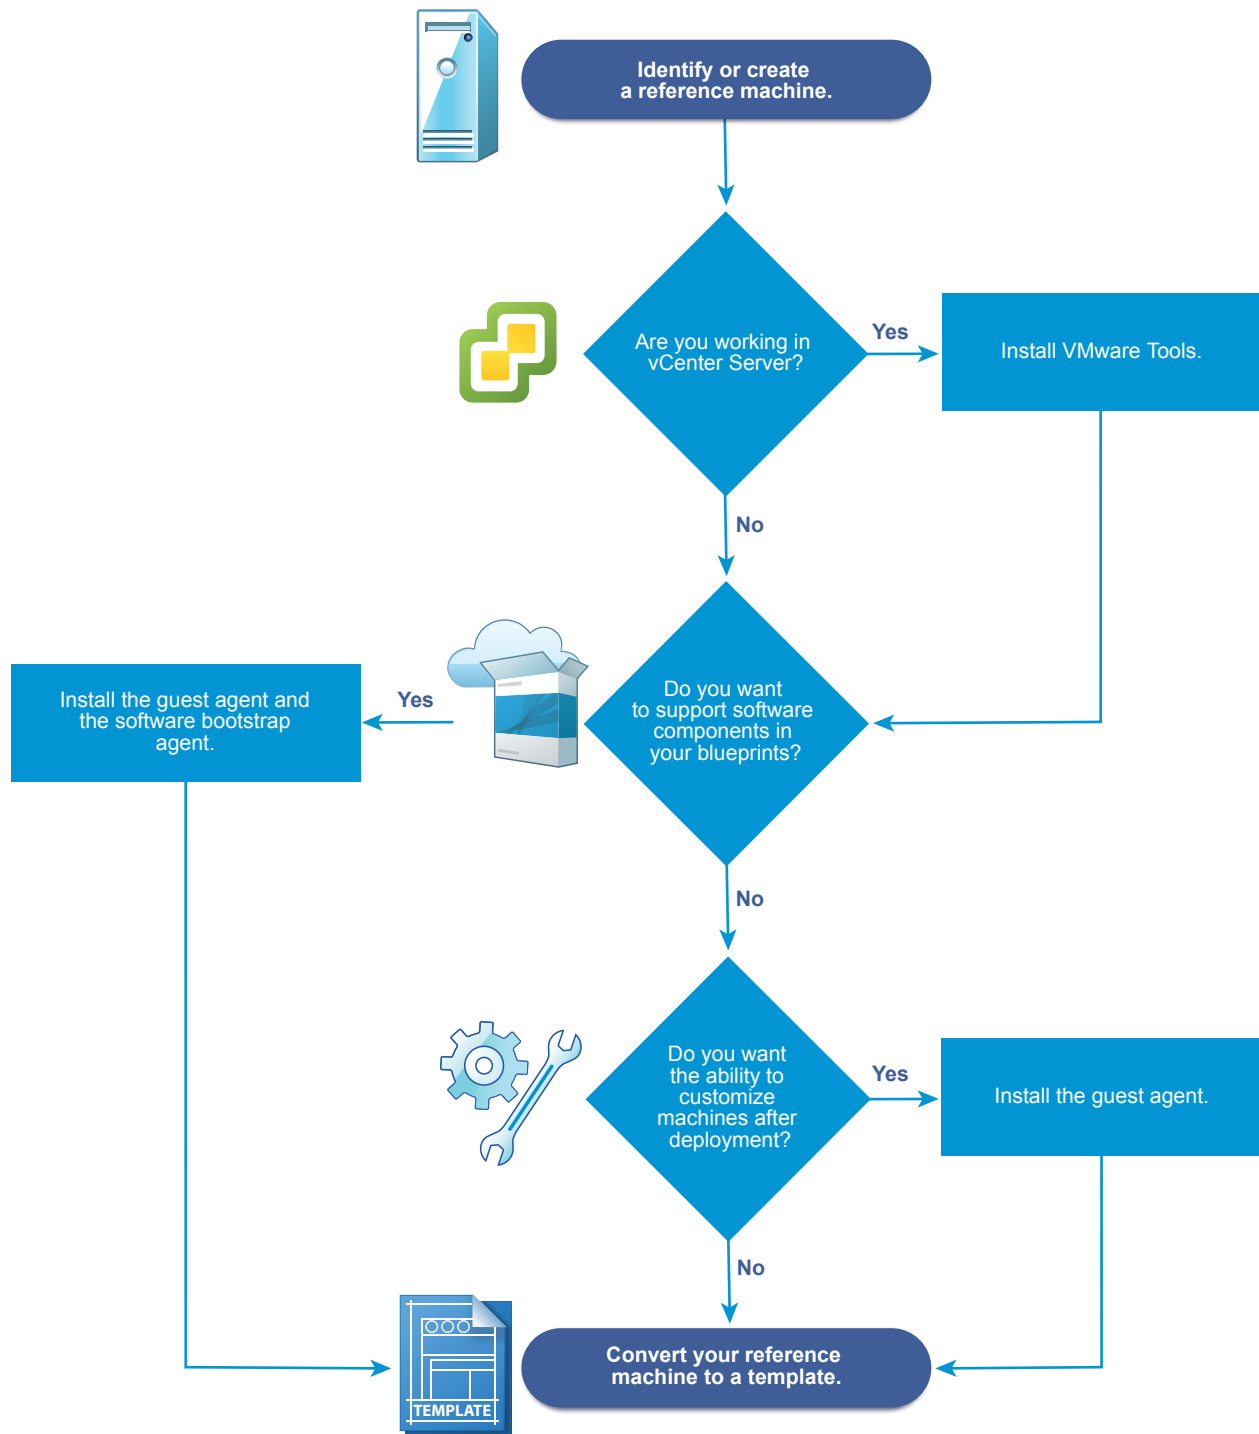 Identify or create
a reference machine.
Are you working in
vCenter Server?
Yes
Install VMware Tools.
No
Do you want
to support software
components in
your blueprints?
Yes
Install the guest agent and
the software bootstrap
agent.
No
Do you want
the ability to
customize
machines after
deployment?
Yes
Install the guest agent.
No
Convert your reference
machine to a template.
TEMPLATE